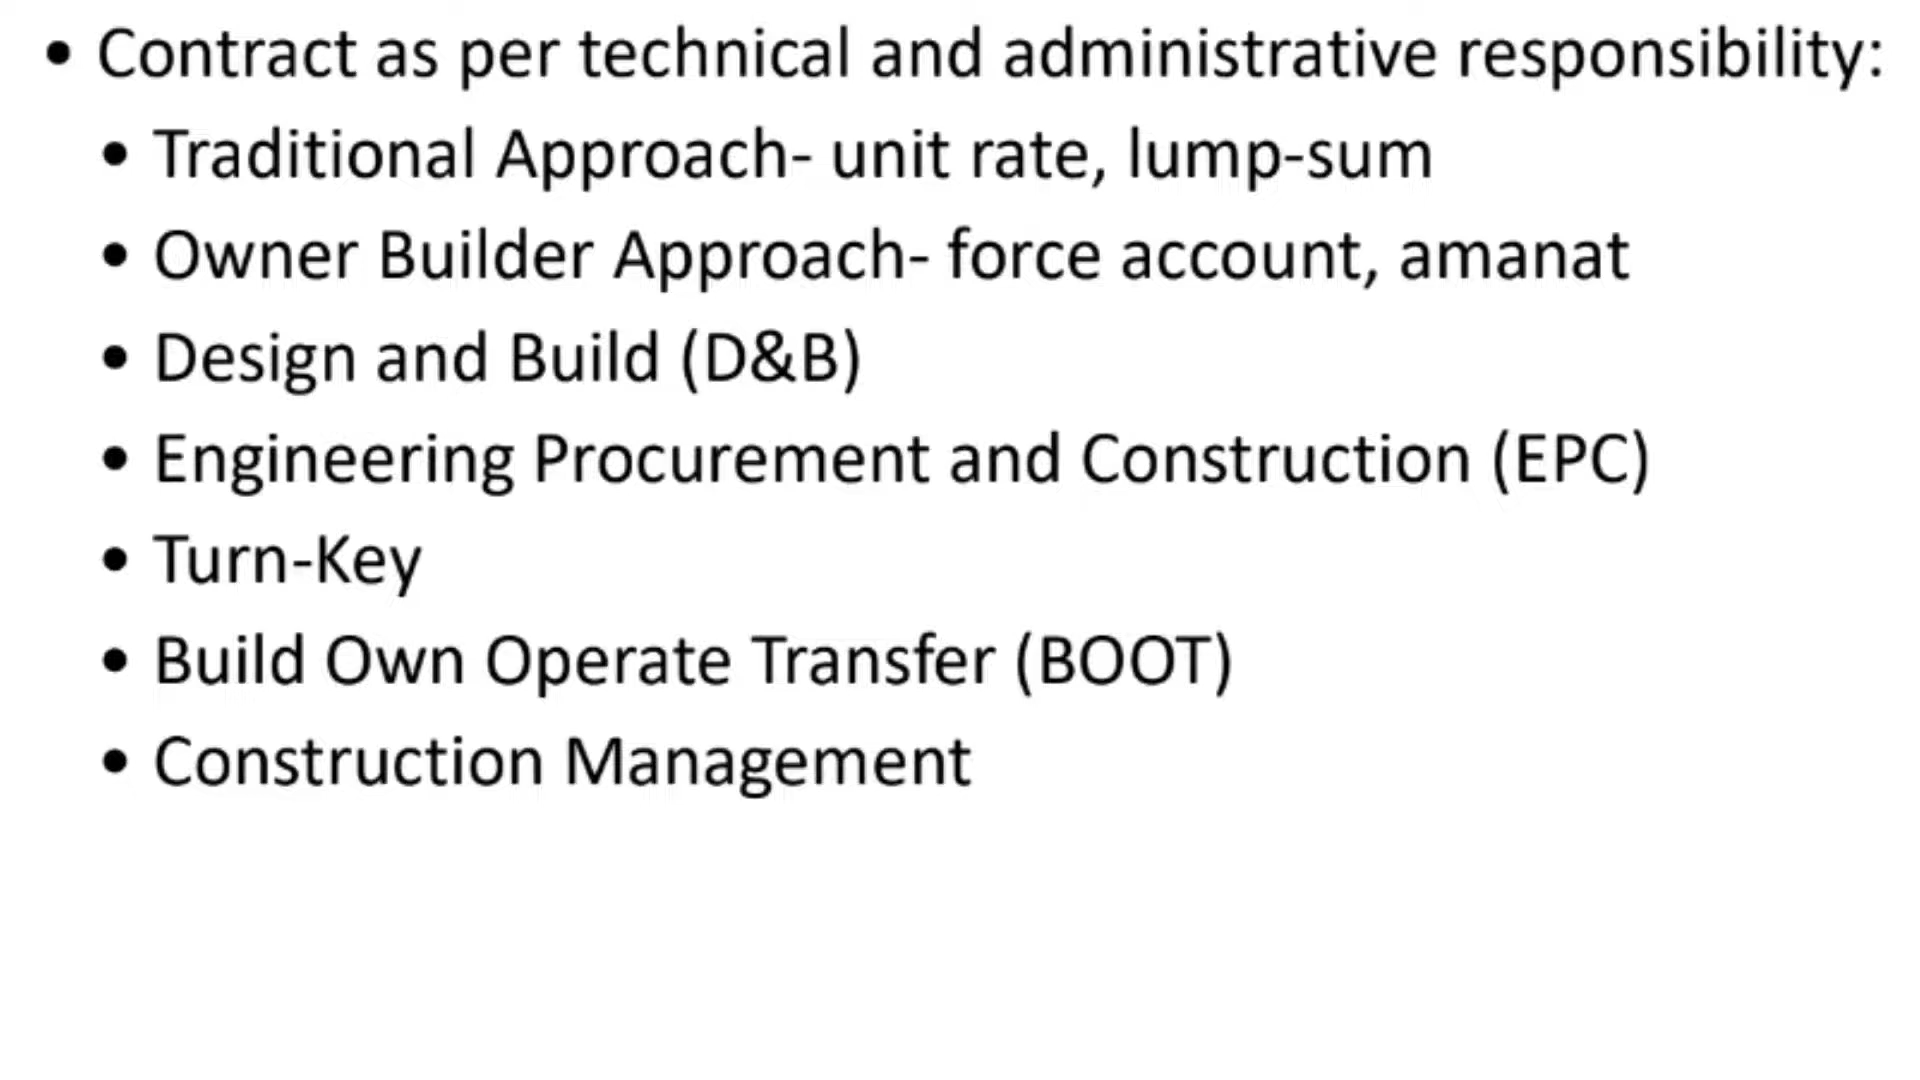 • Contract as per technical and administrative responsibility:
• Traditional Approach- unit rate, lump-sum
• Owner Builder Approach- force account, amanat
• Design and Build (D&B)
• Engineering Procurement and Construction (EPC)
• Turn-Key
• Build Own Operate Transfer (BOOT)
• Construction Management